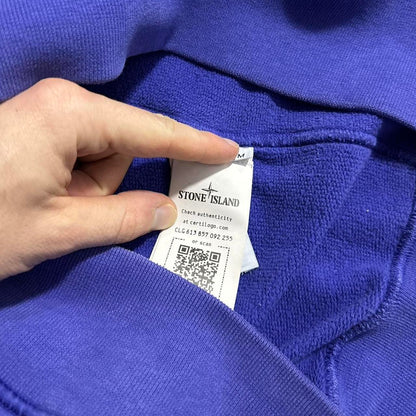 M
STONE
ISLAND
Check authenticity
at certilogo.com
CLG 613 857 092 255
or scan